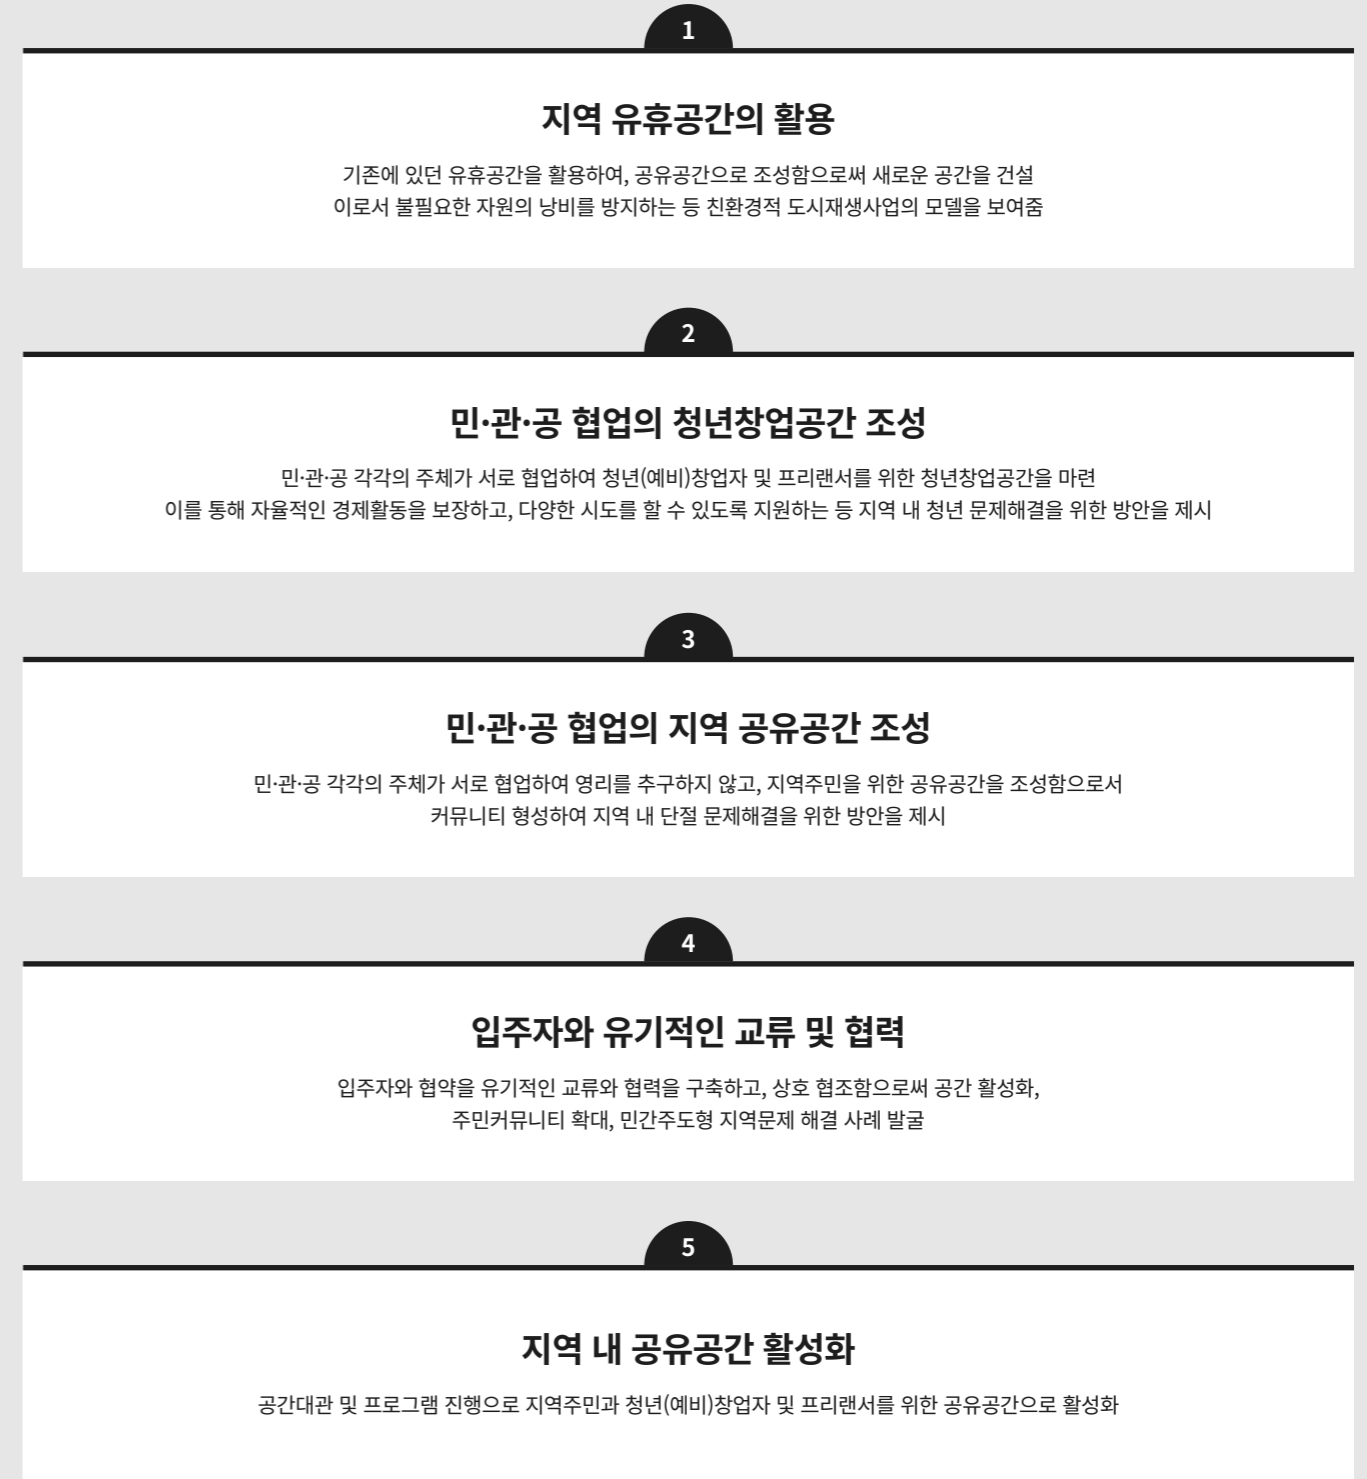 1
지역 유휴공간의 활용
기존에 있던 유휴공간을 활용하여, 공유공간으로 조성함으로써 새로운 공간을 건설
이로서 불필요한 자원의 낭비를 방지하는 등 친환경적 도시재생사업의 모델을 보여줌
2
민·관·공 협업의 청년창업공간 조성
민·관·공 각각의 주체가 서로 협업하여 청년(예비)창업자 및 프리랜서를 위한 청년창업공간을 마련
이를 통해 자율적인 경제활동을 보장하고, 다양한 시도를 할 수 있도록 지원하는 등 지역 내 청년 문제해결을 위한 방안을 제시
3
민·관·공 협업의 지역 공유공간 조성
민·관·공 각각의 주체가 서로 협업하여 영리를 추구하지 않고, 지역주민을 위한 공유공간을 조성함으로서
커뮤니티 형성하여 지역 내 단절 문제해결을 위한 방안을 제시
4
입주자와 유기적인 교류 및 협력
입주자와 협약을 유기적인 교류와 협력을 구축하고, 상호 협조함으로써 공간 활성화,
주민커뮤니티 확대, 민간주도형 지역문제 해결 사례 발굴
5
지역 내 공유공간 활성화
공간대관 및 프로그램 진행으로 지역주민과 청년(예비)창업자 및 프리랜서를 위한 공유공간으로 활성화